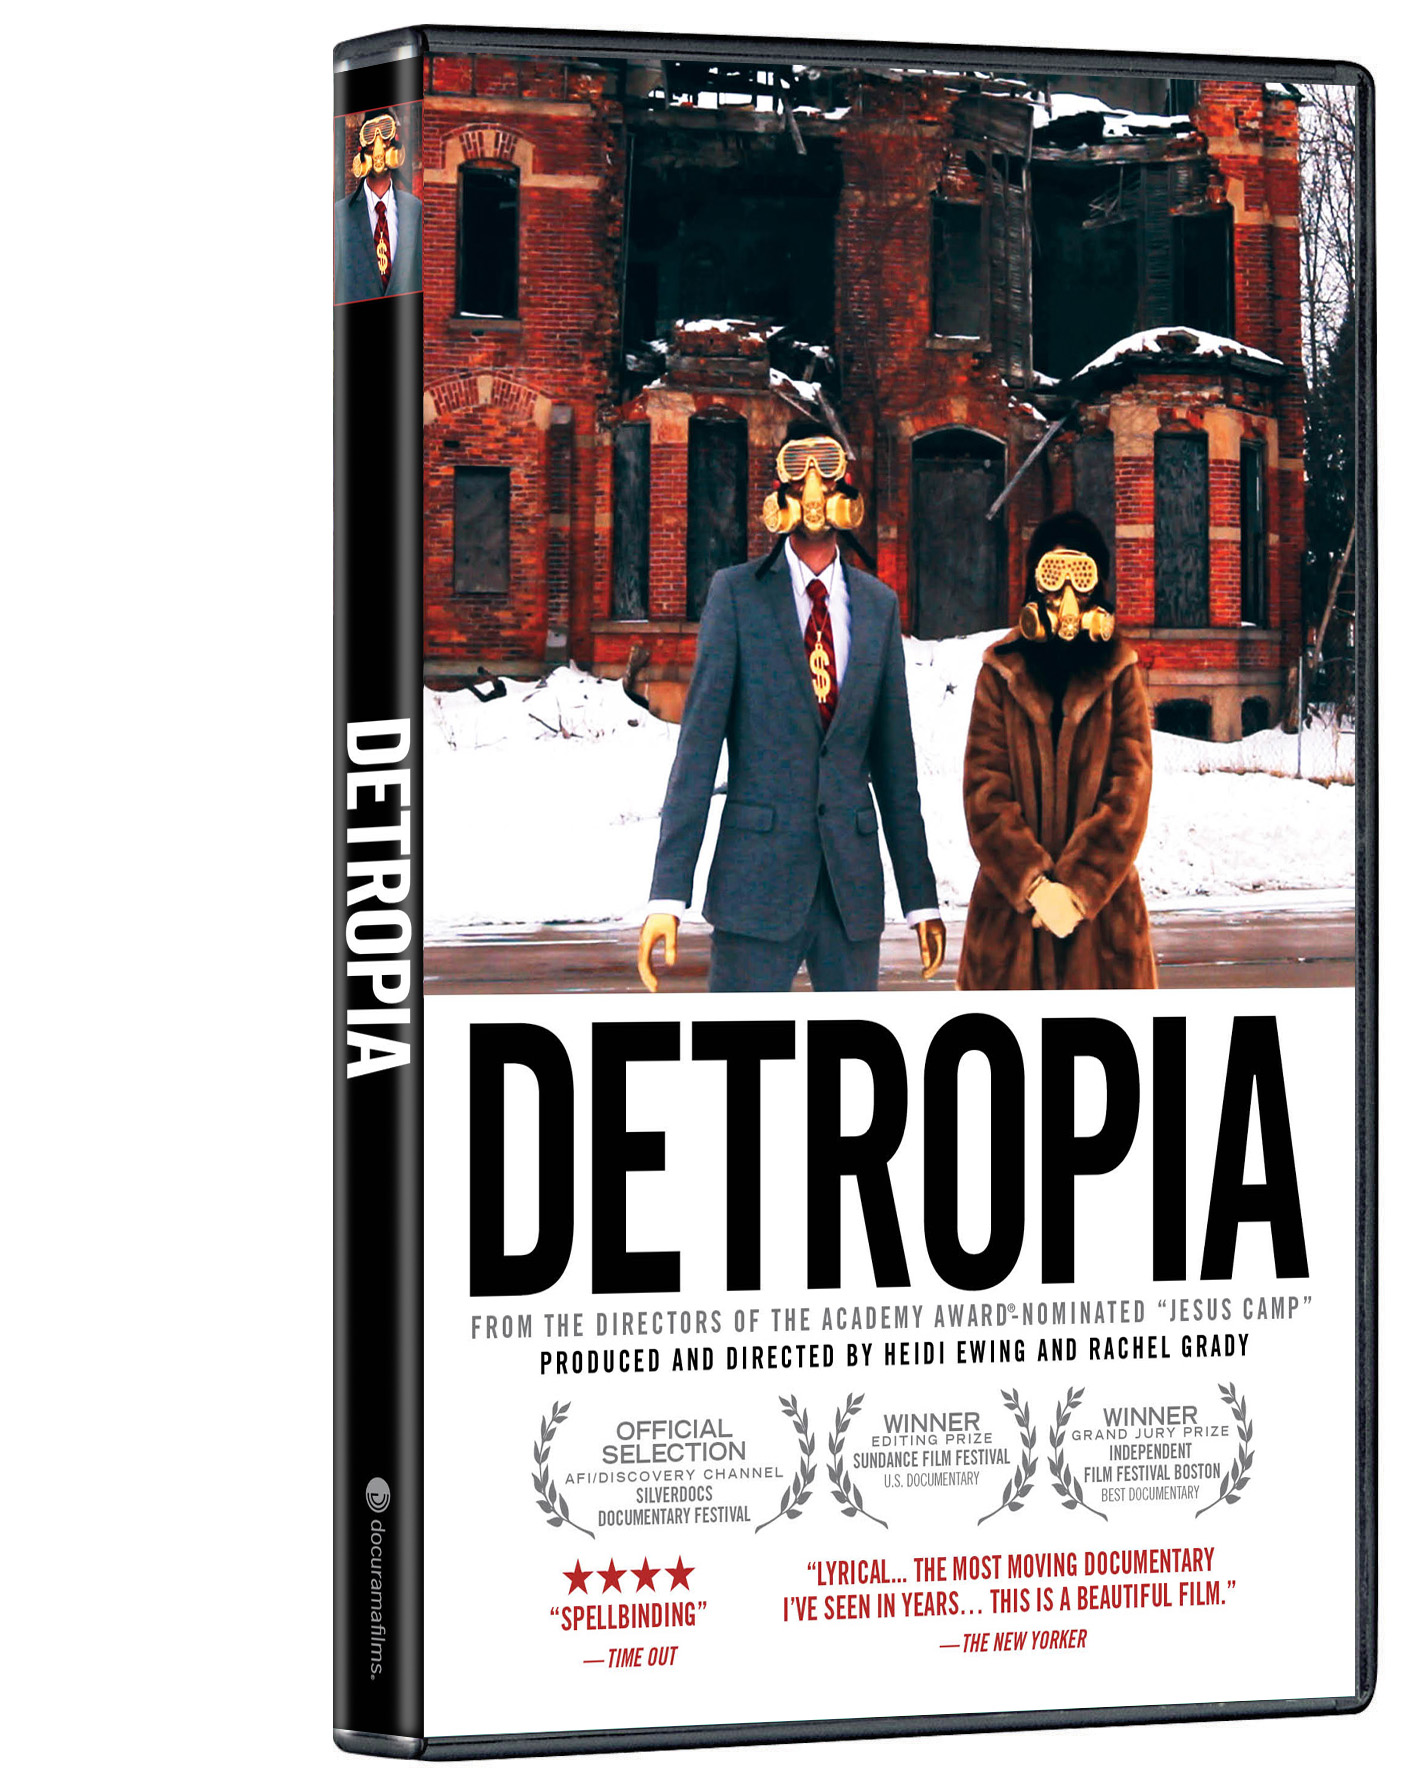 DETROPIA
docuramafilms.
$
$
DETROPIA
FROM THE DIRECTORS OF THE ACADEMY AWARD®-NOMINATED “JESUS CAMP”
PRODUCED AND DIRECTED BY HEIDI EWING AND RACHEL GRADY
OFFICIAL
SELECTION
AFI/DISCOVERY CHANNEL
SILVERDOCS
DOCUMENTARY FESTIVAL
WINNER
EDITING PRIZE
SUNDANCE FILM FESTIVAL
U.S. DOCUMENTARY
WINNER
GRAND JURY PRIZE
INDEPENDENT
FILM FESTIVAL BOSTON
BEST DOCUMENTARY
★★★★
“SPELLBINDING”
—TIME OUT
“LYRICAL... THE MOST MOVING DOCUMENTARY
I’VE SEEN IN YEARS... THIS IS A BEAUTIFUL FILM.”
—THE NEW YORKER